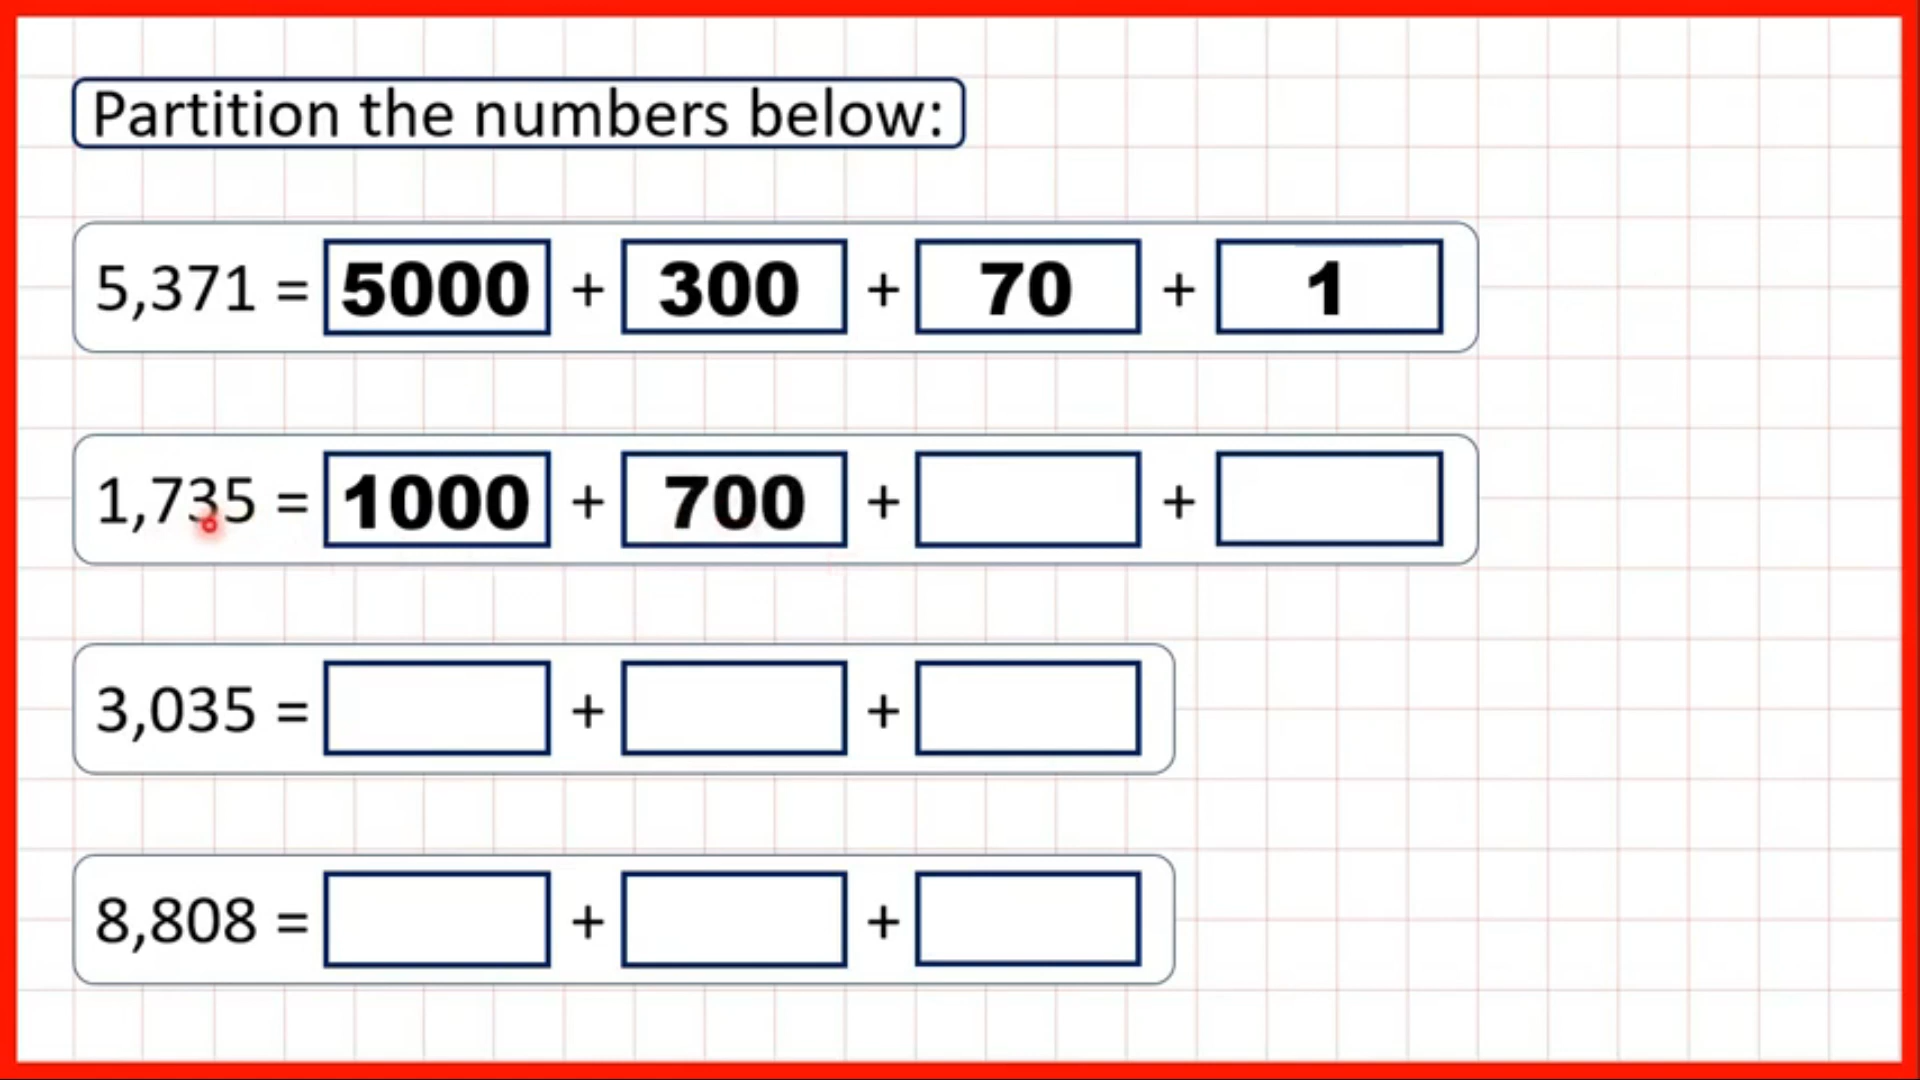 Partition the numbers below:
5,371 = 5000 + 300 + 70 + 1
1,735 = 1000 + 700 + +
3,035 = + +
8,808 = + +